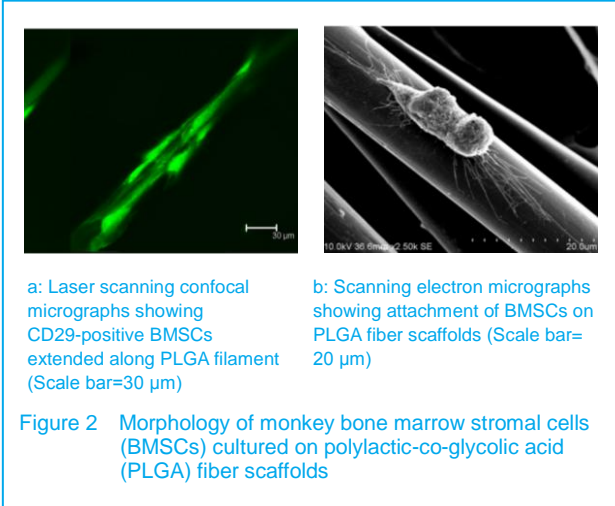 30 µm
10.0kV 36.6mm x2.50k SE
20.0um
a: Laser scanning confocal
micrographs showing
CD29-positive BMSCs
extended along PLGA filament
(Scale bar=30 μm)
b: Scanning electron micrographs
showing attachment of BMSCs on
PLGA fiber scaffolds (Scale bar=
20 μm)
Figure 2 Morphology of monkey bone marrow stromal cells
(BMSCs) cultured on polylactic-co-glycolic acid
(PLGA) fiber scaffolds